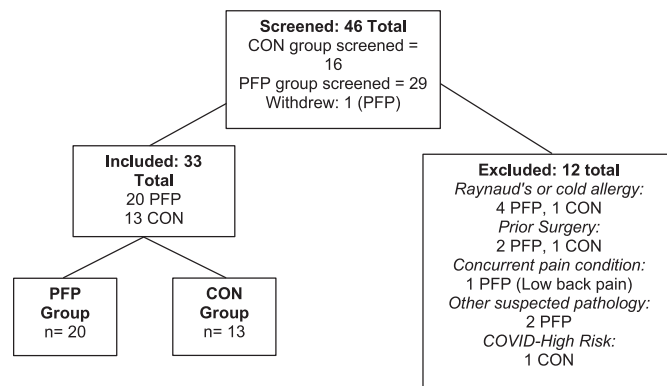 Screened: 46 Total
CON group screened =
16
PFP group screened = 29
Withdrew: 1 (PFP)
Included: 33
Total
20 PFP
13 CON
Excluded: 12 total
Raynaud's or cold allergy:
4 PFP, 1 CON
Prior Surgery:
2 PFP, 1 CON
Concurrent pain condition:
1 PFP (Low back pain)
Other suspected pathology:
2 PFP
COVID-High Risk:
1 CON
PFP
Group
n= 20
CON
Group
n= 13